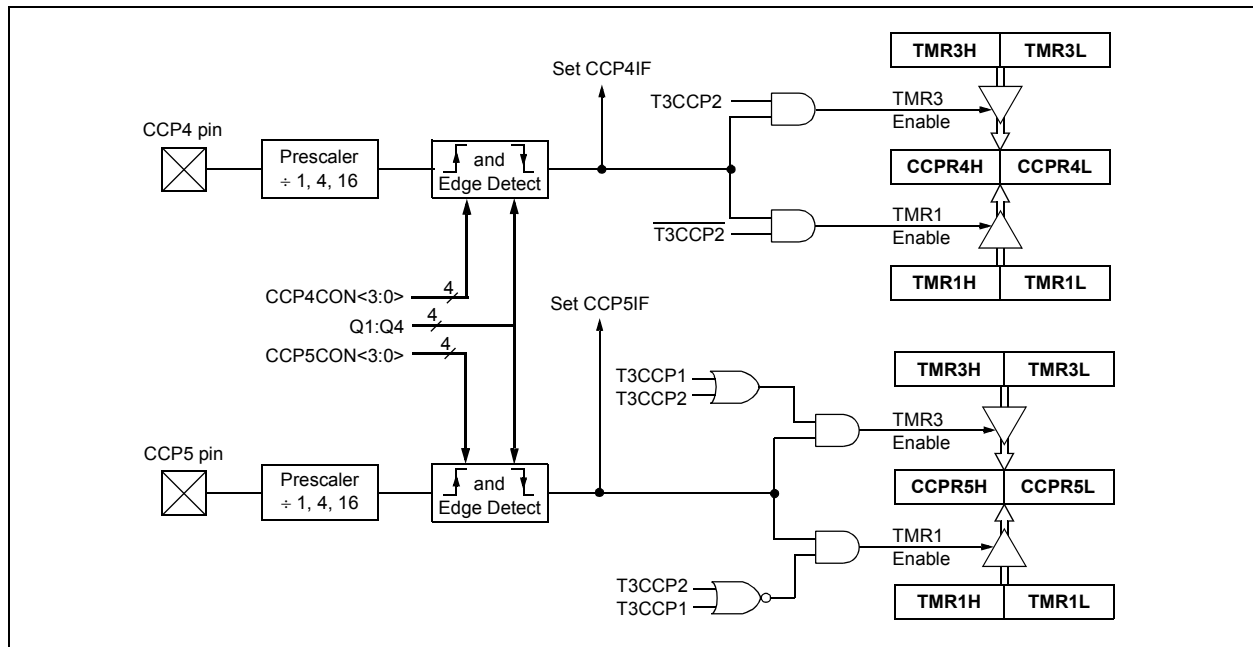 TMR3H TMR3L
Set CCP4IF
T3CCP2
TMR3
Enable
CCP4 pin
Prescaler
÷ 1, 4, 16
and
Edge Detect
CCPR4H CCPR4L
TMR1
Enable
T3CCP2
TMR1H TMR1L
CCP4CON<3:0> 4
Q1:Q4 4
CCP5CON<3:0> 4
Set CCP5IF
TMR3H TMR3L
T3CCP1
T3CCP2
TMR3
Enable
CCP5 pin
Prescaler
÷ 1, 4, 16
and
Edge Detect
CCPR5H CCPR5L
TMR1
Enable
T3CCP2
T3CCP1
TMR1H TMR1L